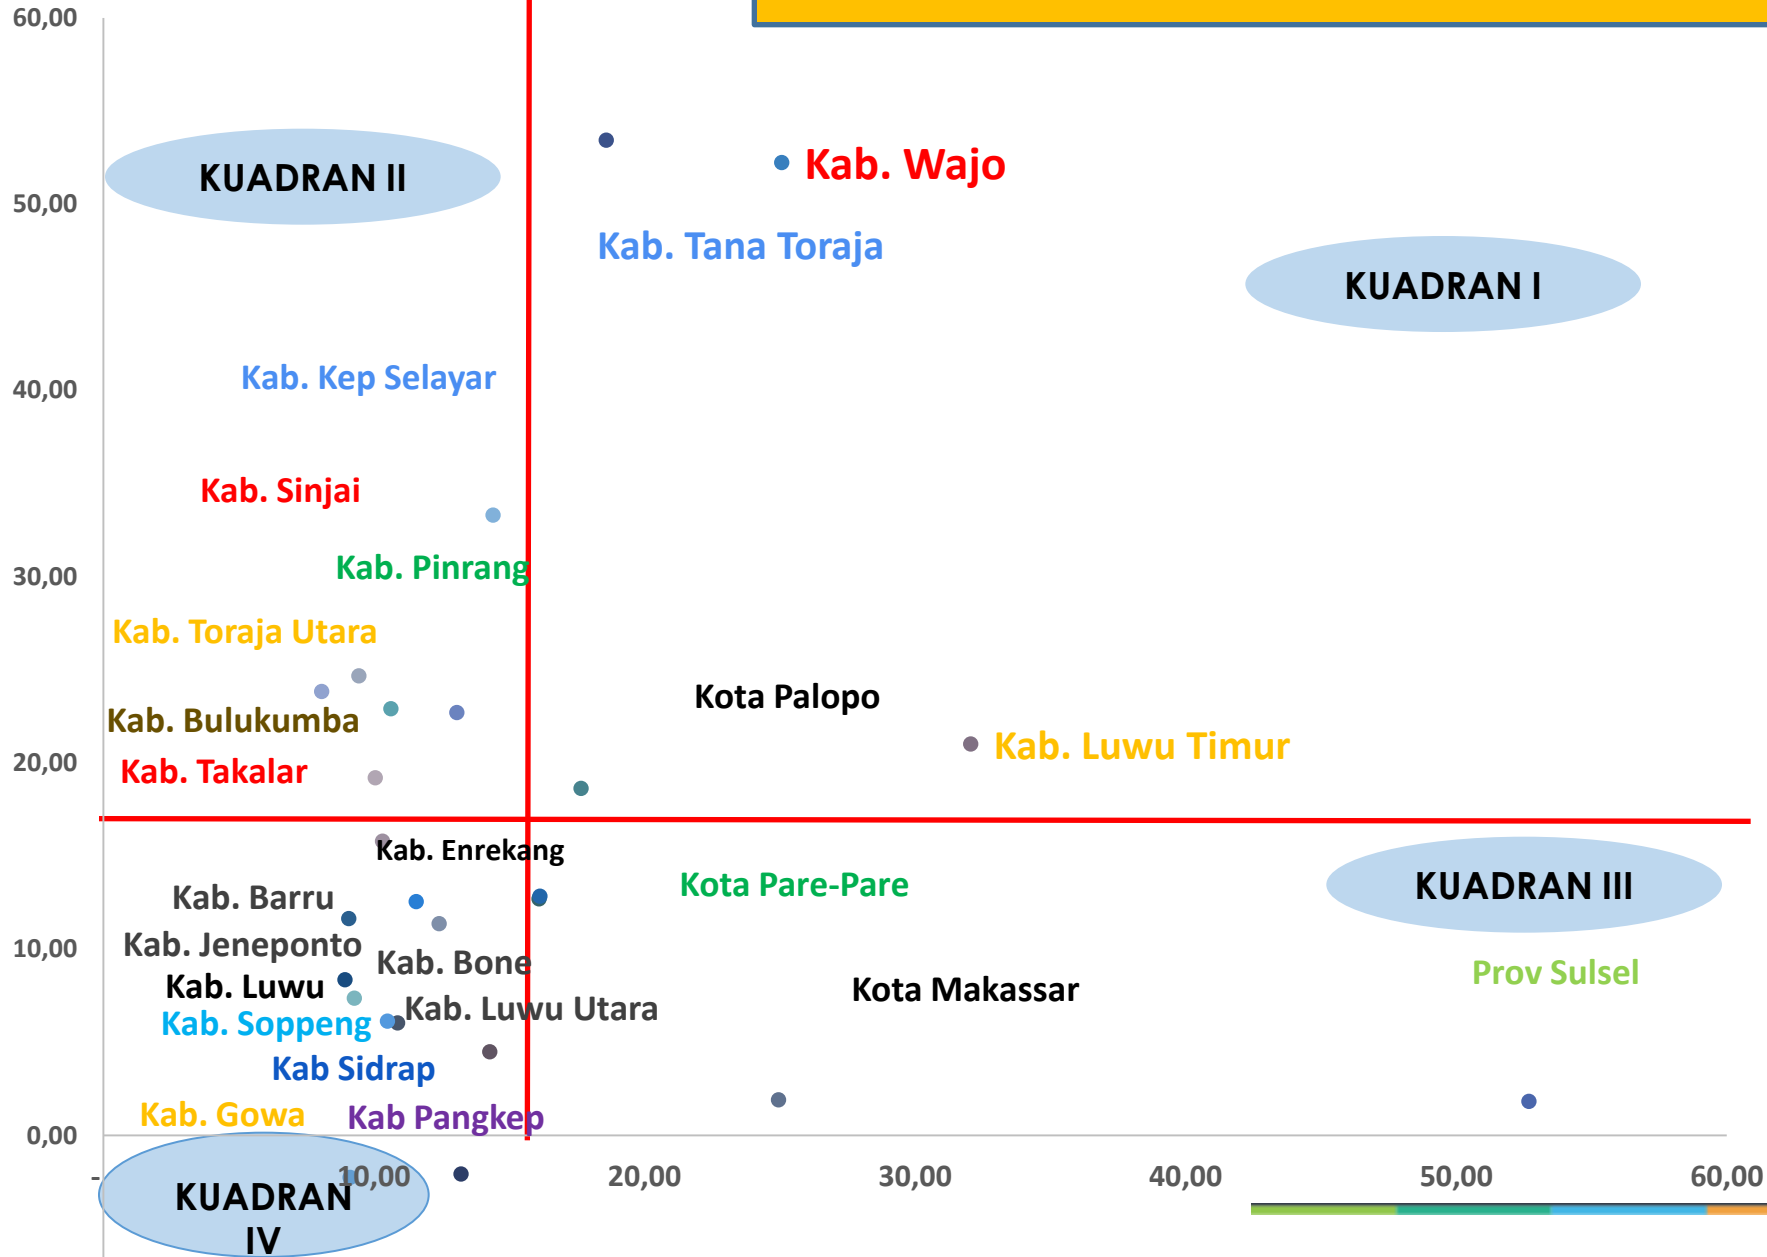 60,00
KUADRAN II
Kab. Wajo
50,00
Kab. Tana Toraja
KUADRAN I
40,00
Kab. Kep Selayar
Kab. Sinjai
30,00
Kab. Pinrang
Kab. Toraja Utara
Kota Palopo
Kab. Bulukumba
Kab. Luwu Timur
20,00
Kab. Takalar
Kab. Enrekang
Kota Pare-Pare
KUADRAN III
Kab. Barru
10,00
Kab. Jeneponto
Kab. Bone
Prov Sulsel
Kab. Luwu
Kota Makassar
Kab. Luwu Utara
Kab. Soppeng
Kab Sidrap
Kab. Gowa
Kab Pangkep
0,00
- 10,00 20,00 30,00 40,00 50,00 60,00
KUADRAN
IV